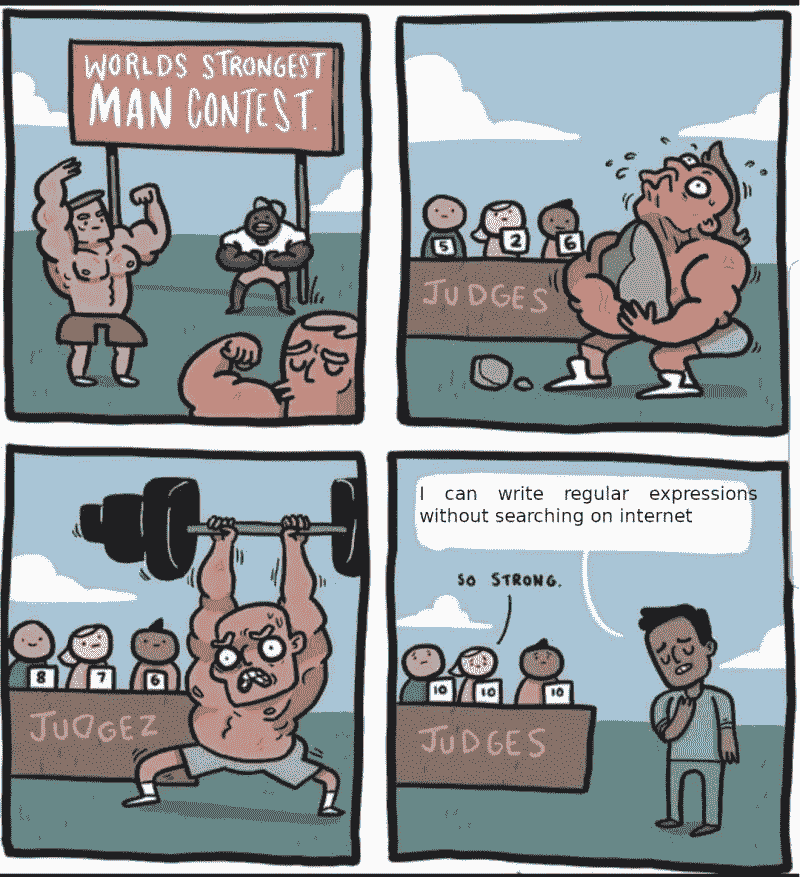 WORLDS STRONGEST
MAN CONTEST.
5
2
6
JUDGES
8
7
6
JUDGEZ
I can write regular expressions
without searching on internet
SO STRONG.
10
10
10
JUDGES